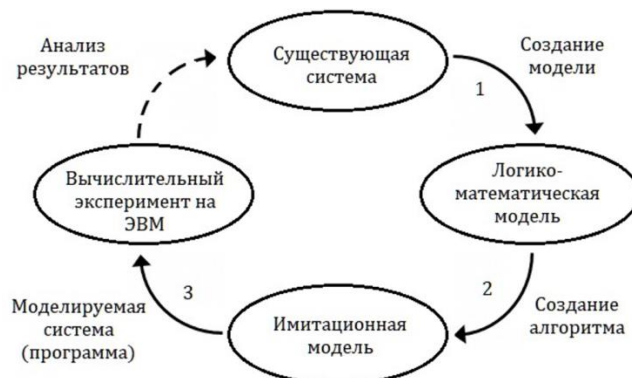 Анализ
результатов
Существующая
система
Создание
модели
1
Логико-
математическая
модель
2
Создание
алгоритма
Имитационная
модель
3
Моделируемая
система
(программа)
Вычислительный
эксперимент на
ЭВМ